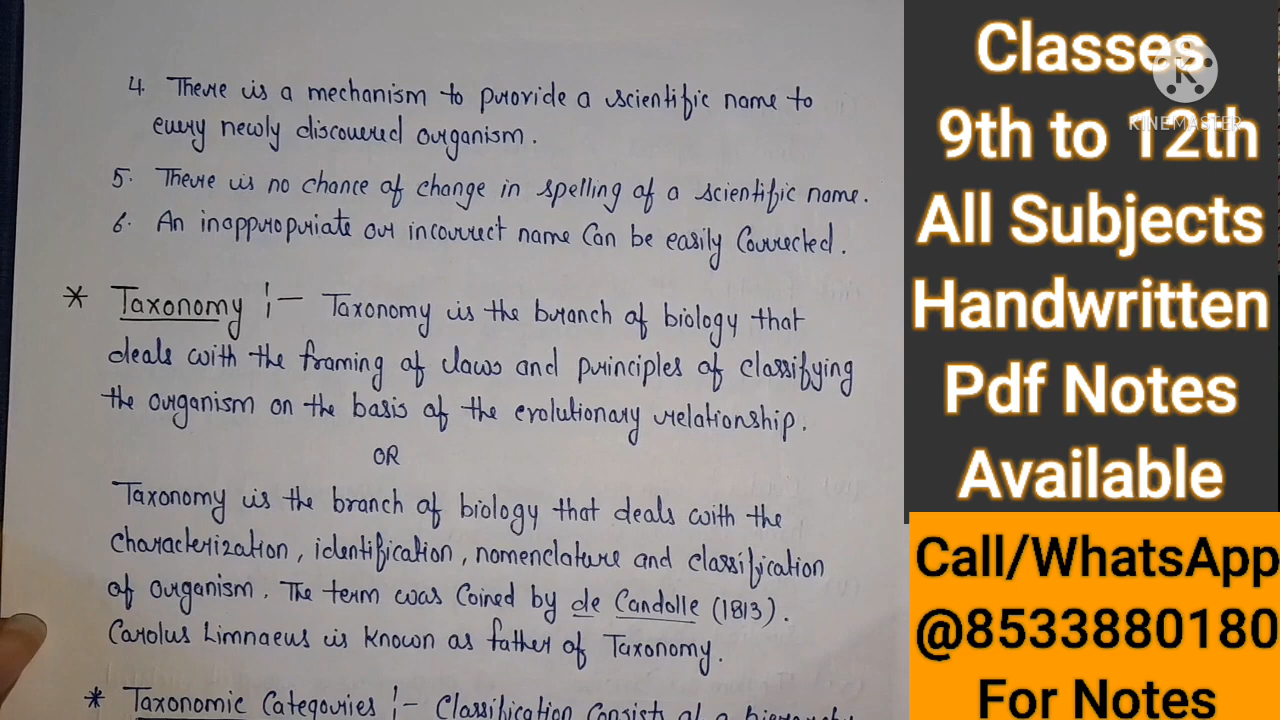 4. There is a mechanism to provide a scientific name to
every newly discovered organism.
5. There is no chance of change in spelling of a scientific name.
6. An inappropriate or incorrect name can be easily corrected.
* Taxonomy :- Taxonomy is the branch of biology that
deals with the framing of laws and principles of classifying
the organism on the basis of the evolutionary relationship.
OR
Taxonomy is the branch of biology that deals with the
characterization, identification, nomenclature and classification
of organism. The term was coined by de Candolle (1813).
Carolus Limnaeus is known as father of Taxonomy.
* Taxonomic Categories :- Classification consists of a hierarchy
Classes
9th to 12th
All Subjects
Handwritten
Pdf Notes
Available
Call/WhatsApp
@8533880180
For Notes
K
KINEMASTER